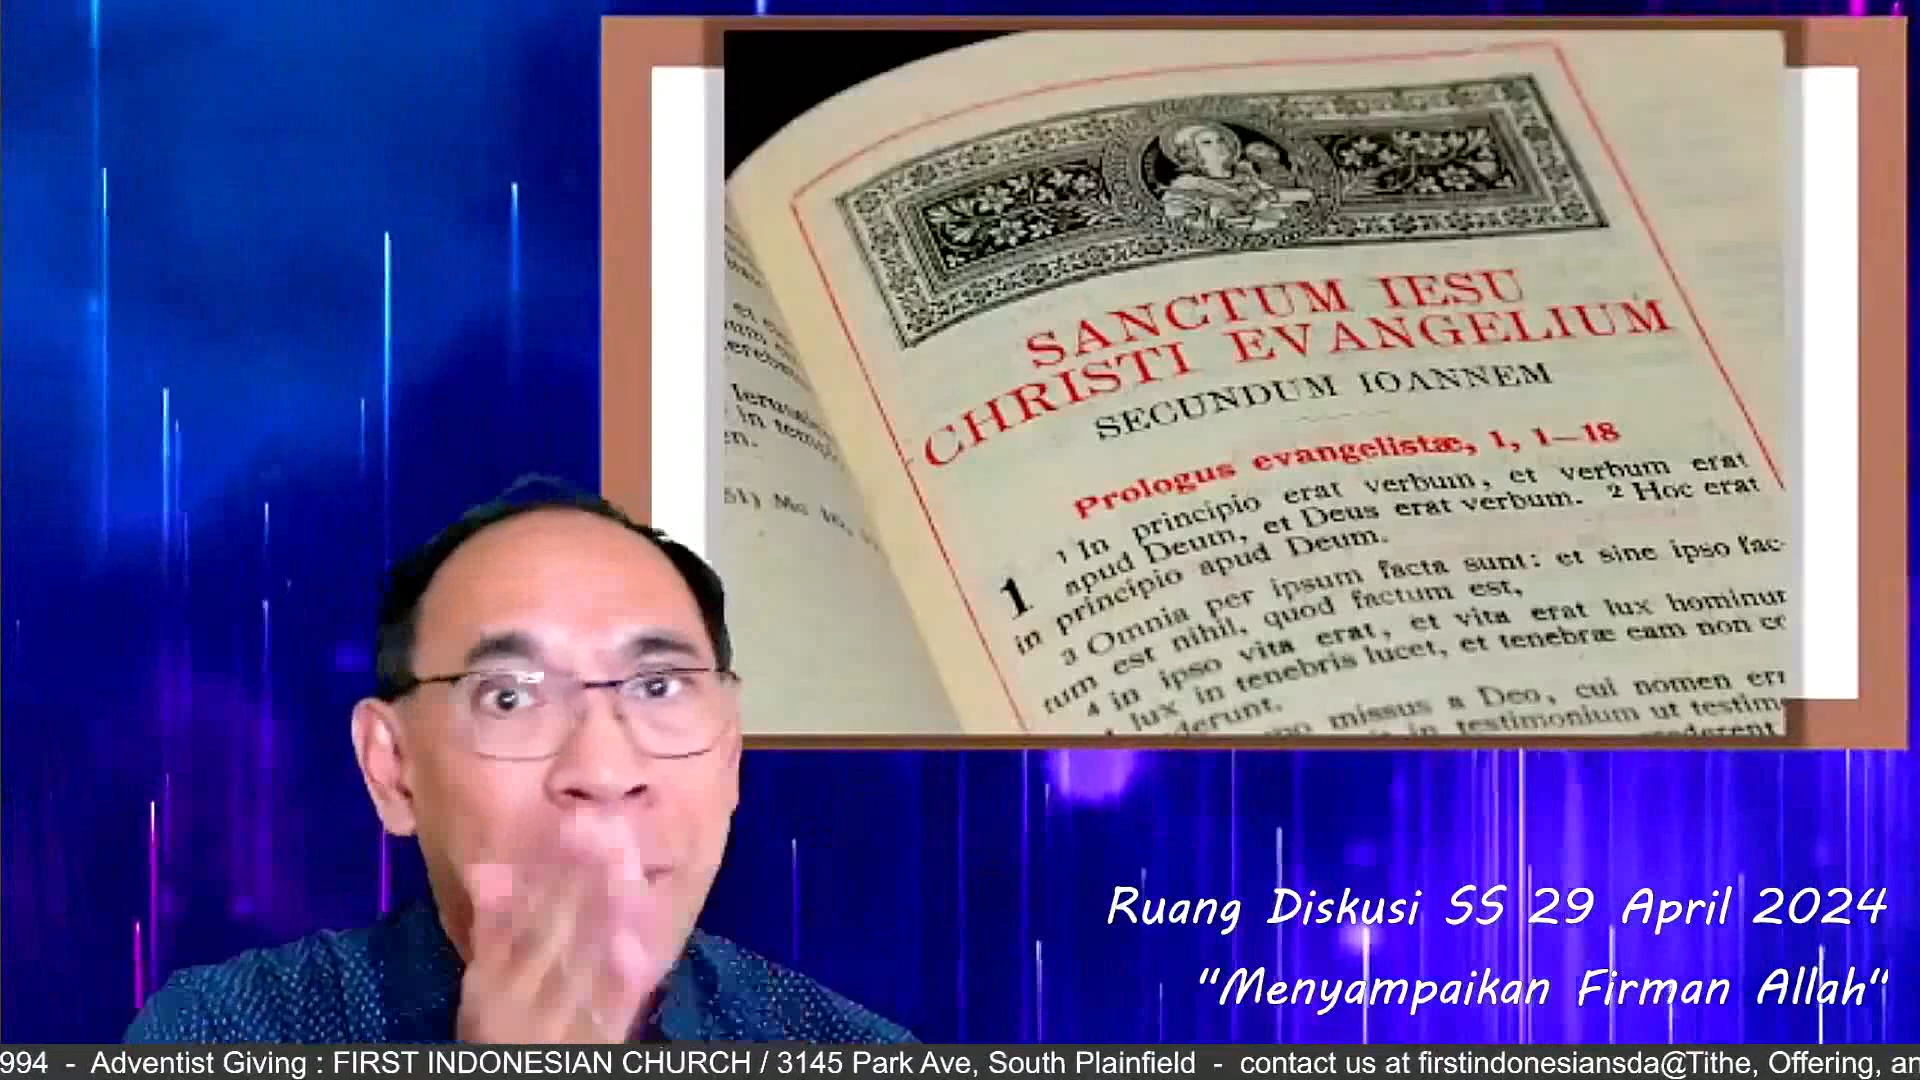 SANCTUM IESU
CHRISTI EVANGELIUM
SECUNDUM IOANNEM
Prologus evangelistæ, 1, 1—18
1 ¹ In principio erat verbum, et verbum erat
apud Deum, et Deus erat verbum. ² Hoc erat
in principio apud Deum.
3 Omnia per ipsum facta sunt: et sine ipso fac-
tum est nihil, quod factum est,
4 in ipso vita erat, et vita erat lux hominum
lux in tenebris lucet, et tenebræ eam non
missus a Deo, cui nomen
in testimonium ut
Ruang Diskusi SS 29 April 2024
"Menyampaikan Firman Allah"
994 - Adventist Giving : FIRST INDONESIAN CHURCH / 3145 Park Ave, South Plainfield - contact us at firstindonesiansda@Tithe, Offering, an